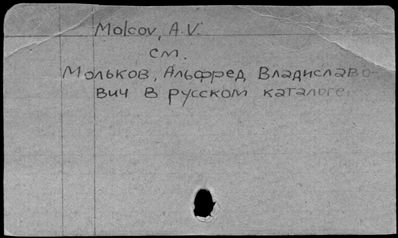 Molcov, A.V.
см.
Мольков, Альфред Владиславо-
вич в русском каталоге.